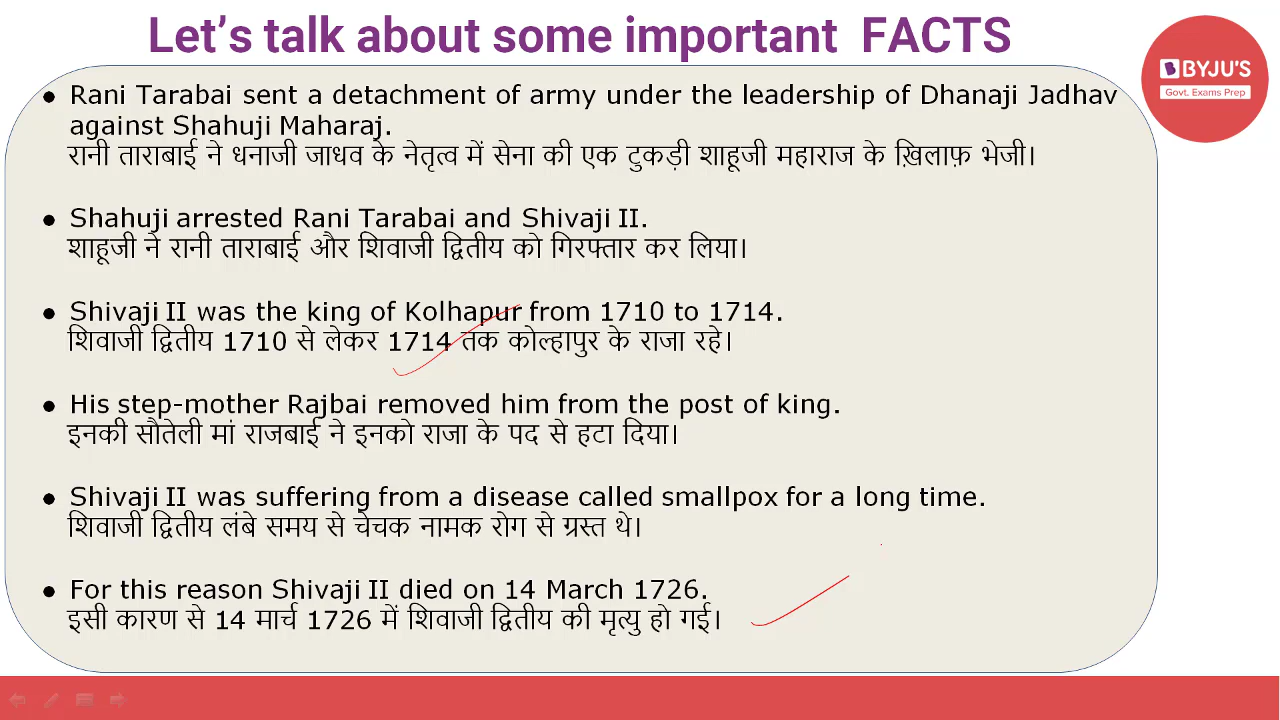 Let's talk about some important FACTS
BYJU'S
Govt. Exams Prep
● Rani Tarabai sent a detachment of army under the leadership of Dhanaji Jadhav
against Shahuji Maharaj.
रानी ताराबाई ने धनाजी जाधव के नेतृत्व में सेना की एक टुकड़ी शाहूजी महाराज के ख़िलाफ़ भेजी।
● Shahuji arrested Rani Tarabai and Shivaji II.
शाहूजी ने रानी ताराबाई और शिवाजी द्वितीय को गिरफ्तार कर लिया।
● Shivaji II was the king of Kolhapur from 1710 to 1714.
शिवाजी द्वितीय 1710 से लेकर 1714 तक कोल्हापुर के राजा रहे।
● His step-mother Rajbai removed him from the post of king.
इनकी सौतेली मां राजबाई ने इनको राजा के पद से हटा दिया।
● Shivaji II was suffering from a disease called smallpox for a long time.
शिवाजी द्वितीय लंबे समय से चेचक नामक रोग से ग्रस्त थे।
● For this reason Shivaji II died on 14 March 1726.
इसी कारण से 14 मार्च 1726 में शिवाजी द्वितीय की मृत्यु हो गई।